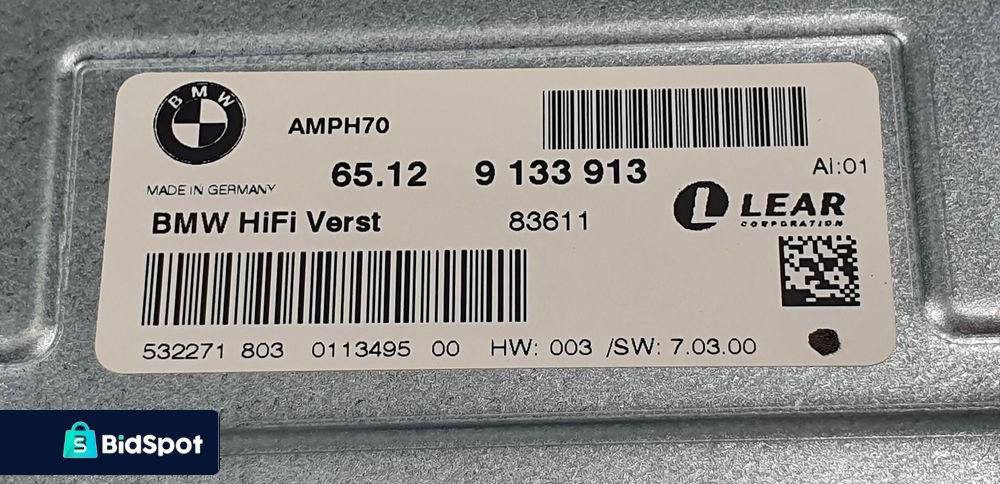 BMW
AMPH70
65.12 9 133 913
AI:01
MADE IN GERMANY
BMW HiFi Verst
83611
LEAR
CORPORATION
532271 803 0113495 00 HW: 003 /SW: 7.03.00
BidSpot